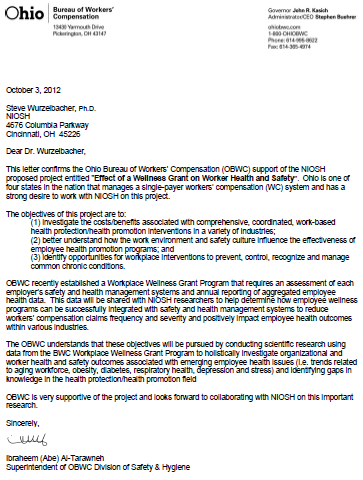 Ohio
Bureau of Workers'
Compensation
13430 Yarmouth Drive
Pickerington, OH 43147
Governor John R. Kasich
Administrator/CEO Stephen Buehrer
ohiobwc.com
1-800 OHIOBWC
Phone: 614-995-8622
Fax: 614-365-4974
October 3, 2012
Steve Wurzelbacher, Ph.D.
NIOSH
4676 Columbia Parkway
Cincinnati, OH 45226
Dear Dr. Wurzelbacher,
This letter confirms the Ohio Bureau of Workers' Compensation (OBWC) support of the NIOSH
proposed project entitled "Effect of a Wellness Grant on Worker Health and Safety". Ohio is one of
four states in the nation that manages a single-payer workers' compensation (WC) system and has a
strong desire to work with NIOSH on this project.
The objectives of this project are to:
(1) investigate the costs/benefits associated with comprehensive, coordinated, work-based
health protection/health promotion interventions in a variety of industries;
(2) better understand how the work environment and safety culture influence the effectiveness of
employee health promotion programs; and
(3) identify opportunities for workplace interventions to prevent, control, recognize and manage
common chronic conditions.
OBWC recently established a Workplace Wellness Grant Program that requires an assessment of each
employer's safety and health management systems and annual reporting of aggregated employee
health data. This data will be shared with NIOSH researchers to help determine how employee wellness
programs can be successfully integrated with safety and health management systems to reduce
workers' compensation claims frequency and severity and positively impact employee health outcomes
within various industries.
The OBWC understands that these objectives will be pursued by conducting scientific research using
data from the BWC Workplace Wellness Grant Program to holistically investigate organizational and
worker health and safety outcomes associated with emerging employee health issues (i.e. trends related
to aging workforce, obesity, diabetes, respiratory health, depression and stress) and identifying gaps in
knowledge in the health protection/health promotion field
OBWC is very supportive of the project and looks forward to collaborating with NIOSH on this important
research.
Sincerely,
Ibraheem (Abe) Al-Tarawneh
Superintendent of OBWC Division of Safety & Hygiene